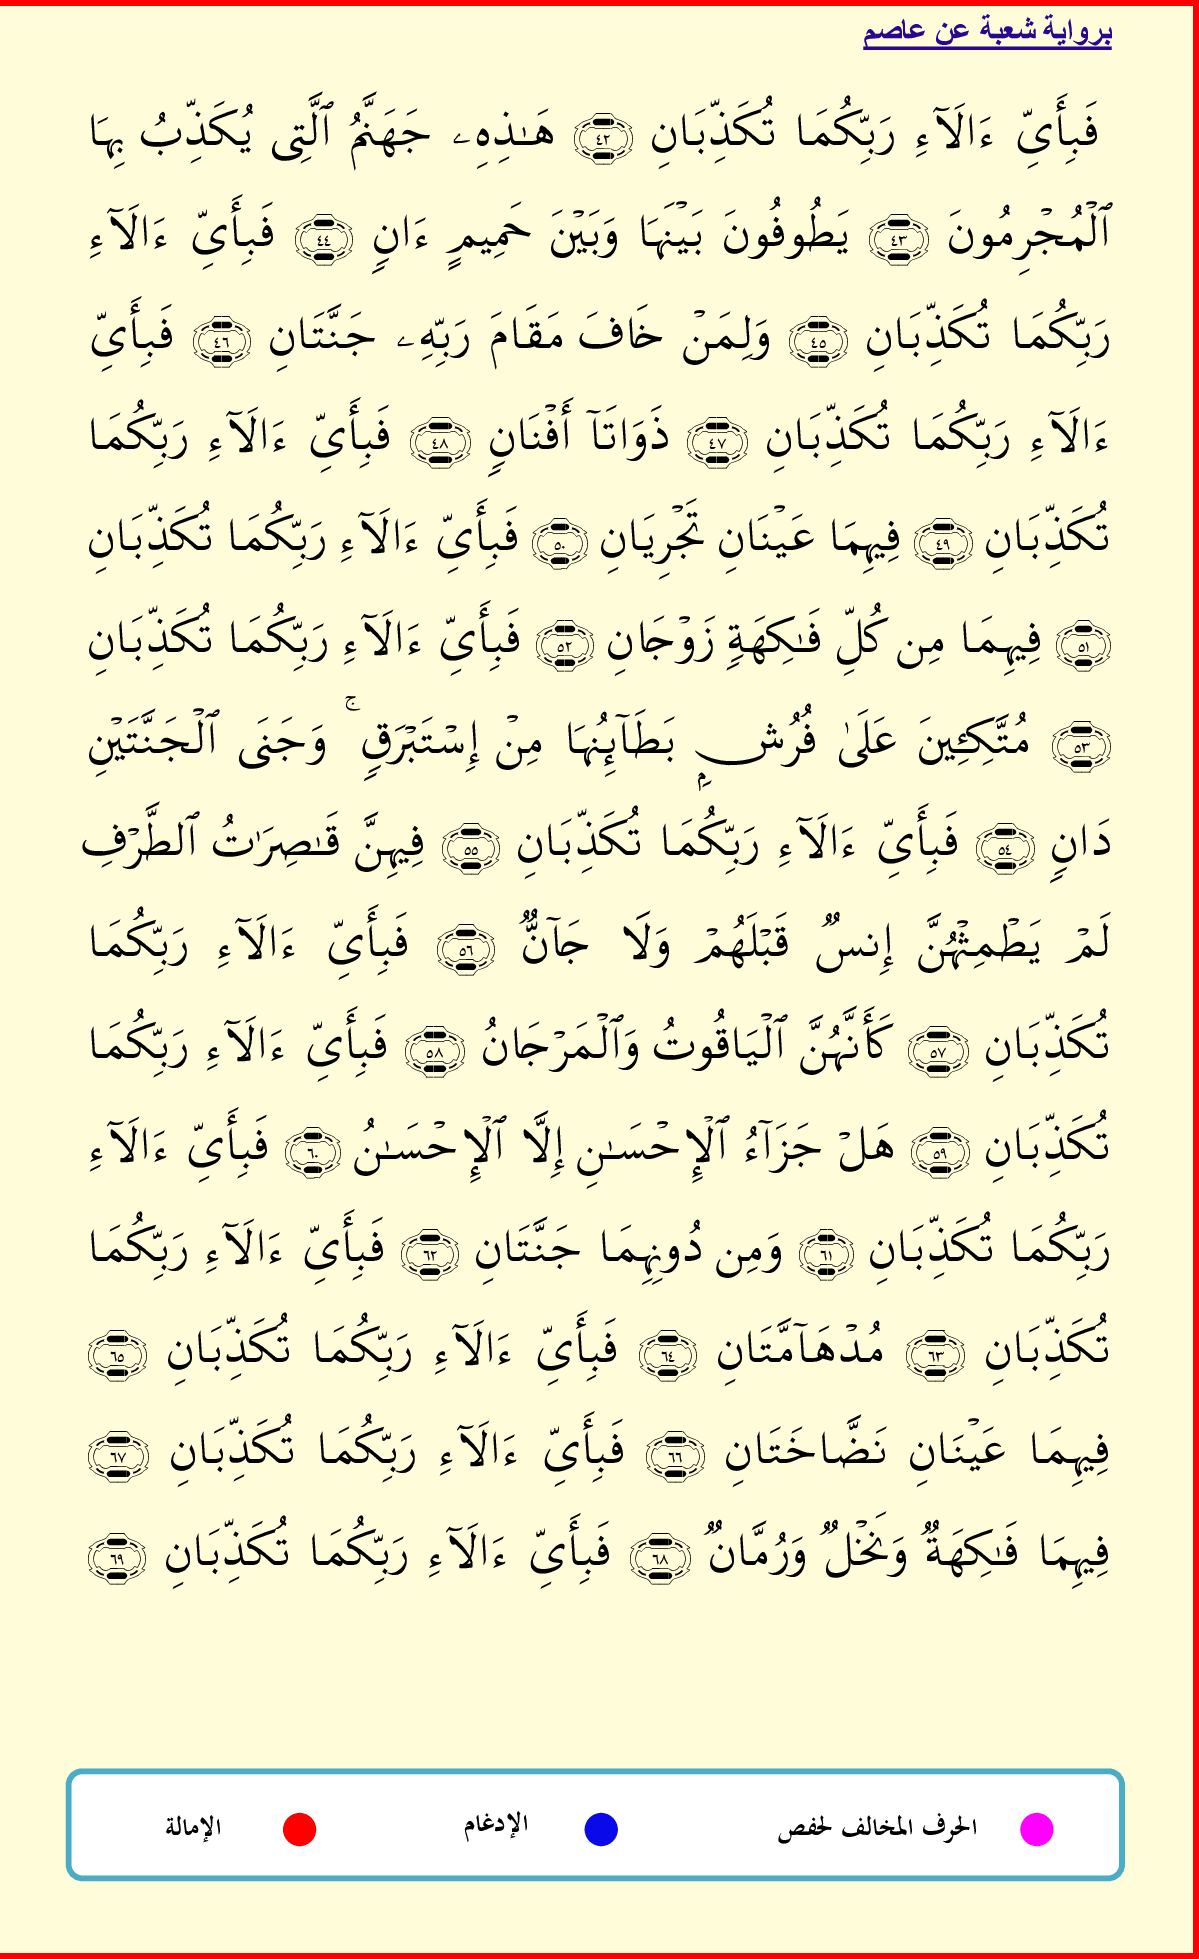 برواية شعبة عن عاصم
فَبِأَيِّ ءَالَآءِ رَبِّكُمَا تُكَذِّبَانِ ٤٢ هَـٰذِهِۦ جَهَنَّمُ ٱلَّتِى يُكَذِّبُ بِهَا
ٱلْمُجْرِمُونَ ٤٣ يَطُوفُونَ بَيْنَهَا وَبَيْنَ حَمِيمٍ ءَانٍ ٤٤ فَبِأَىِّ ءَالَآءِ
رَبِّكُمَا تُكَذِّبَانِ ٤٥ وَلِمَنْ خَافَ مَقَامَ رَبِّهِۦ جَنَّتَانِ ٤٦ فَبِأَىِّ
ءَالَآءِ رَبِّكُمَا تُكَذِّبَانِ ٤٧ ذَوَاتَآ أَفْنَانٍ ٤٨ فَبِأَىِّ ءَالَآءِ رَبِّكُمَا
تُكَذِّبَانِ ٤٩ فِيهِمَا عَيْنَانِ تَجْرِيَانِ ٥٠ فَبِأَىِّ ءَالَآءِ رَبِّكُمَا تُكَذِّبَانِ
٥١ فِيهِمَا مِن كُلِّ فَـٰكِهَةٍ زَوْجَانِ ٥٢ فَبِأَىِّ ءَالَآءِ رَبِّكُمَا تُكَذِّبَانِ
٥٣ مُتَّكِـِٔينَ عَلَىٰ فُرُشٍۭ بَطَآئِنُهَا مِنْ إِسْتَبْرَقٍ ۚ وَجَنَى ٱلْجَنَّتَيْنِ
دَانٍ ٥٤ فَبِأَىِّ ءَالَآءِ رَبِّكُمَا تُكَذِّبَانِ ٥٥ فِيهِنَّ قَـٰصِرَٰتُ ٱلطَّرْفِ
لَمْ يَطْمِثْهُنَّ إِنسٌ قَبْلَهُمْ وَلَا جَآنٌّ ٥٦ فَبِأَىِّ ءَالَآءِ رَبِّكُمَا
تُكَذِّبَانِ ٥٧ كَأَنَّهُنَّ ٱلْيَاقُوتُ وَٱلْمَرْجَانُ ٥٨ فَبِأَىِّ ءَالَآءِ رَبِّكُمَا
تُكَذِّبَانِ ٥٩ هَلْ جَزَآءُ ٱلْإِحْسَـٰنِ إِلَّا ٱلْإِحْسَـٰنُ ٦٠ فَبِأَىِّ ءَالَآءِ
رَبِّكُمَا تُكَذِّبَانِ ٦١ وَمِن دُونِهِمَا جَنَّتَانِ ٦٢ فَبِأَىِّ ءَالَآءِ رَبِّكُمَا
تُكَذِّبَانِ ٦٣ مُدْهَآمَّتَانِ ٦٤ فَبِأَىِّ ءَالَآءِ رَبِّكُمَا تُكَذِّبَانِ ٦٥
فِيهِمَا عَيْنَانِ نَضَّاخَتَانِ ٦٦ فَبِأَىِّ ءَالَآءِ رَبِّكُمَا تُكَذِّبَانِ ٦٧
فِيهِمَا فَـٰكِهَةٌ وَنَخْلٌ وَرُمَّانٌ ٦٨ فَبِأَىِّ ءَالَآءِ رَبِّكُمَا تُكَذِّبَانِ ٦٩
الحرف المخالف لحفص الإدغام الإمالة